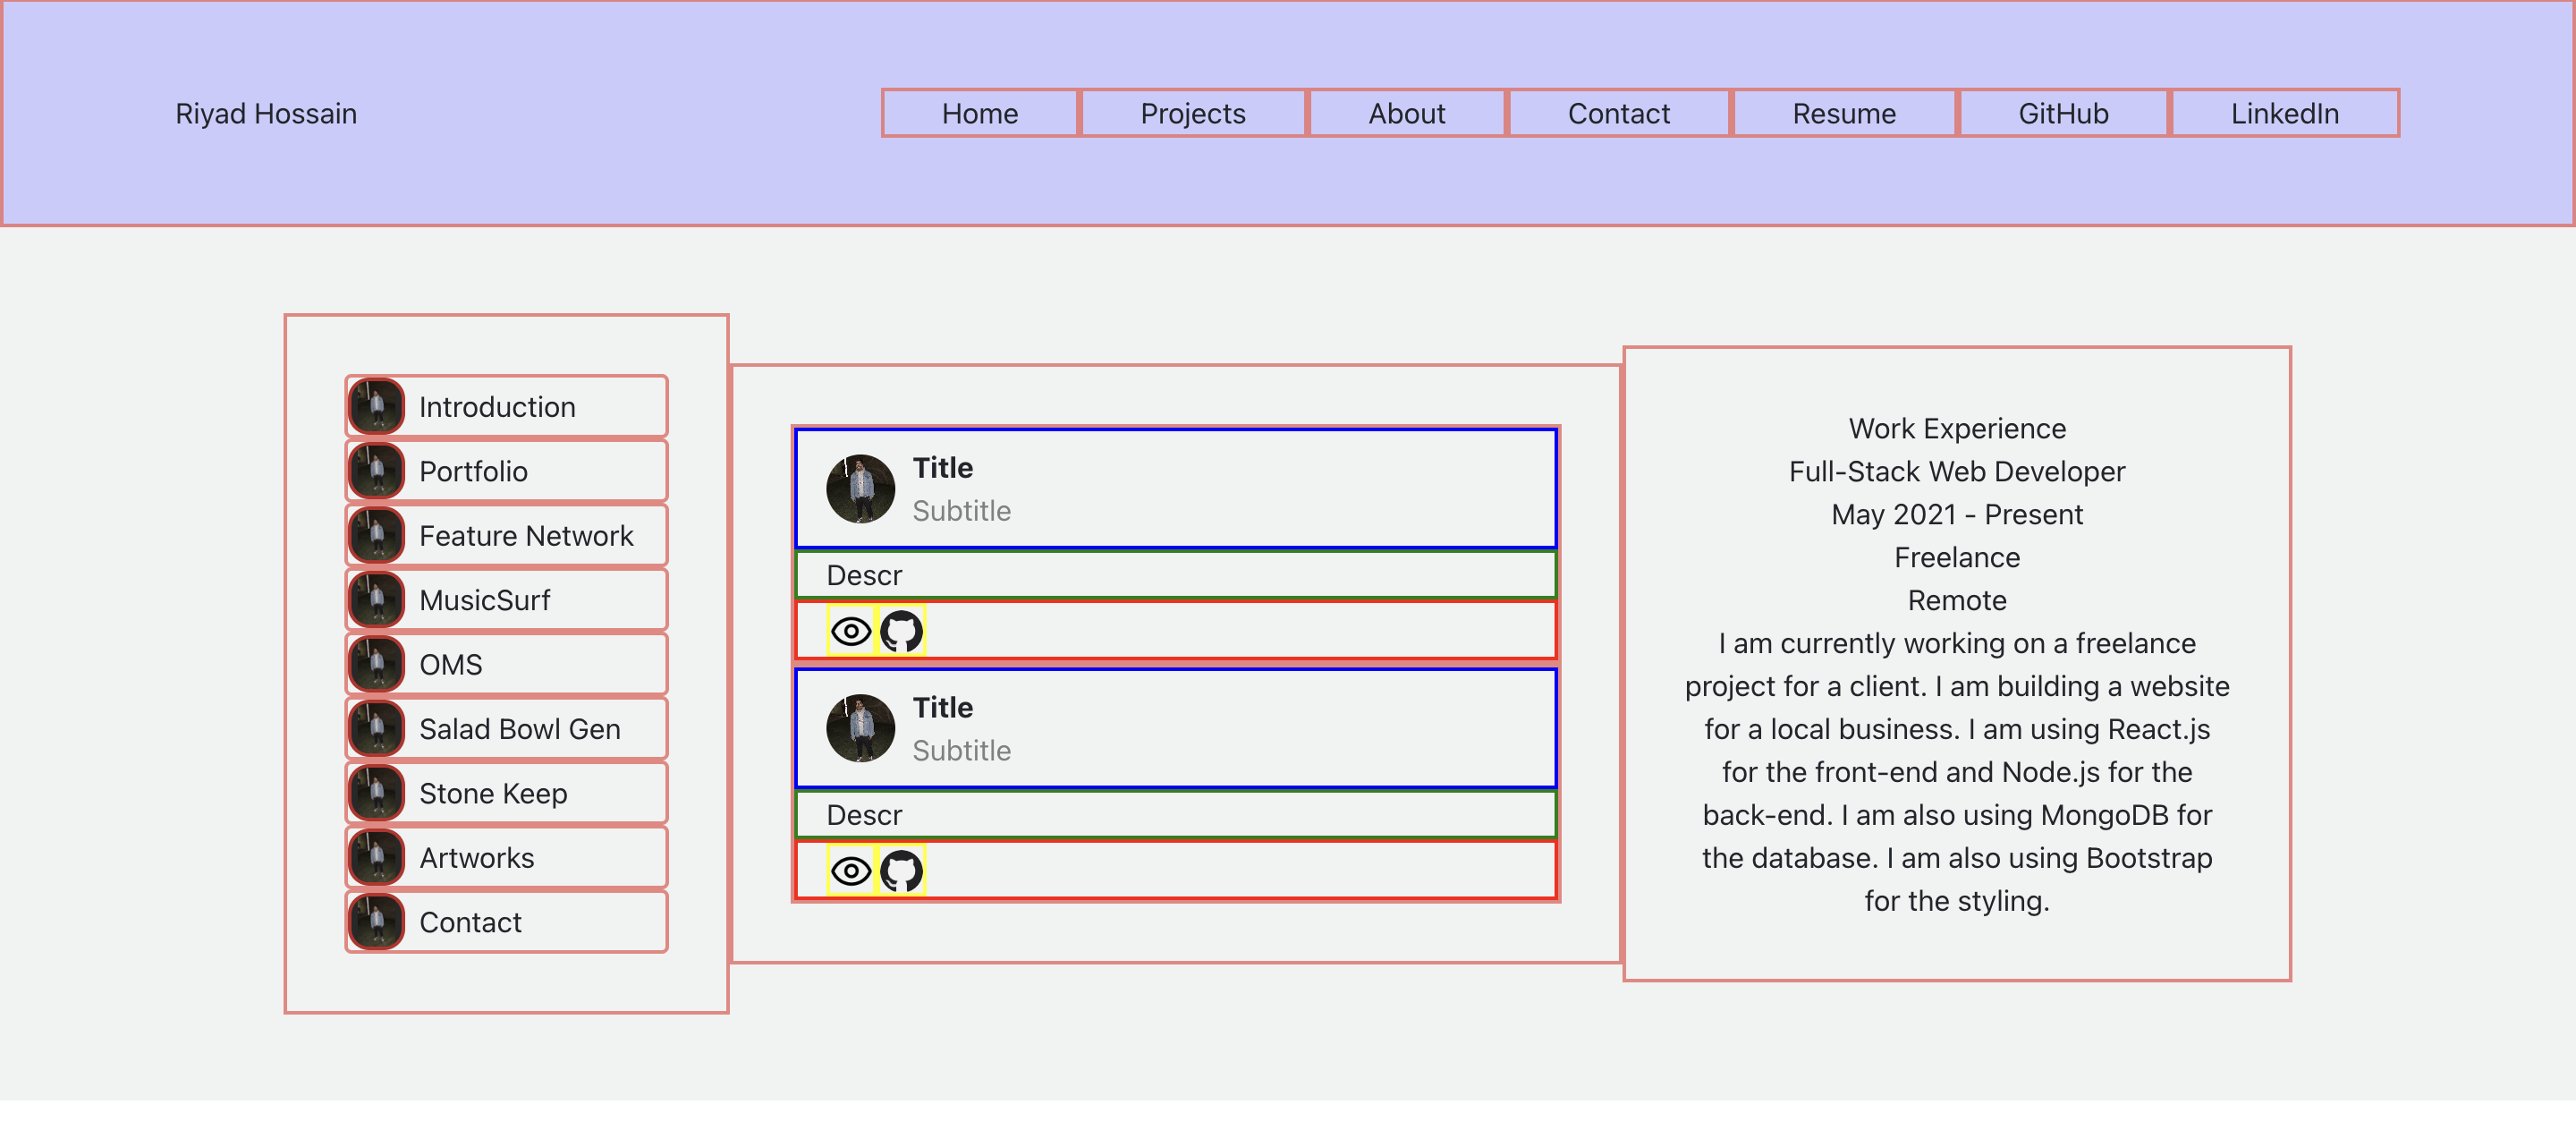 Riyad Hossain
Home
Projects
About
Contact
Resume
GitHub
LinkedIn
Introduction
Portfolio
Feature Network
MusicSurf
OMS
Salad Bowl Gen
Stone Keep
Artworks
Contact
Title
Subtitle
Descr
Title
Subtitle
Descr
Work Experience
Full-Stack Web Developer
May 2021 - Present
Freelance
Remote
I am currently working on a freelance
project for a client. I am building a website
for a local business. I am using React.js
for the front-end and Node.js for the
back-end. I am also using MongoDB for
the database. I am also using Bootstrap
for the styling.